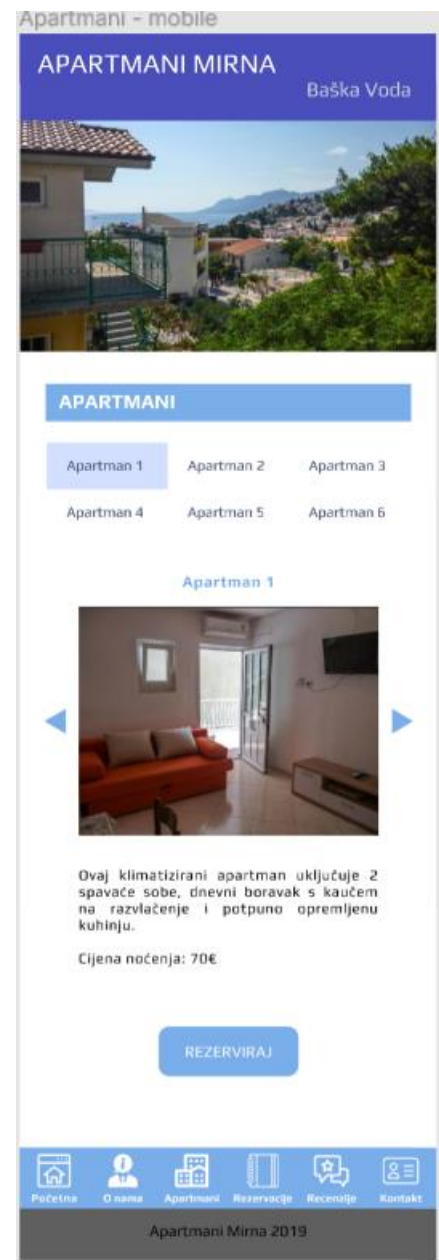 Apartmani - mobile
APARTMANI MIRNA
Baška Voda
APARTMANI
Apartman 1 Apartman 2 Apartman 3
Apartman 4 Apartman 5 Apartman 6
Apartman 1
Ovaj klimatizirani apartman uključuje 2
spavaće sobe, dnevni boravak s kaučem
na razvlačenje i potpuno opremljenu
kuhinju.
Cijena noćenja: 70€
REZERVIRAJ
Početna O nama Apartmani Rezervacije Recenzije Kontakt
Apartmani Mirna 2019